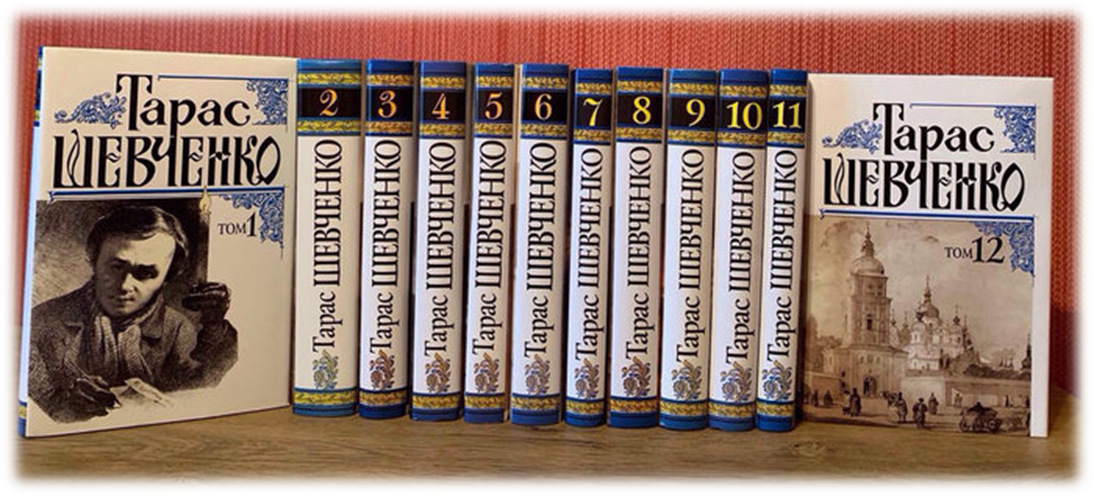 Тарас
ШЕВЧЕНКО
ТОМ 1
2
Тарас ШЕВЧЕНКО
3
Тарас ШЕВЧЕНКО
4
Тарас ШЕВЧЕНКО
5
Тарас ШЕВЧЕНКО
6
Тарас ШЕВЧЕНКО
7
Тарас ШЕВЧЕНКО
8
Тарас ШЕВЧЕНКО
9
Тарас ШЕВЧЕНКО
10
Тарас ШЕВЧЕНКО
11
Тарас ШЕВЧЕНКО
Тарас
ШЕВЧЕНКО
ТОМ 12